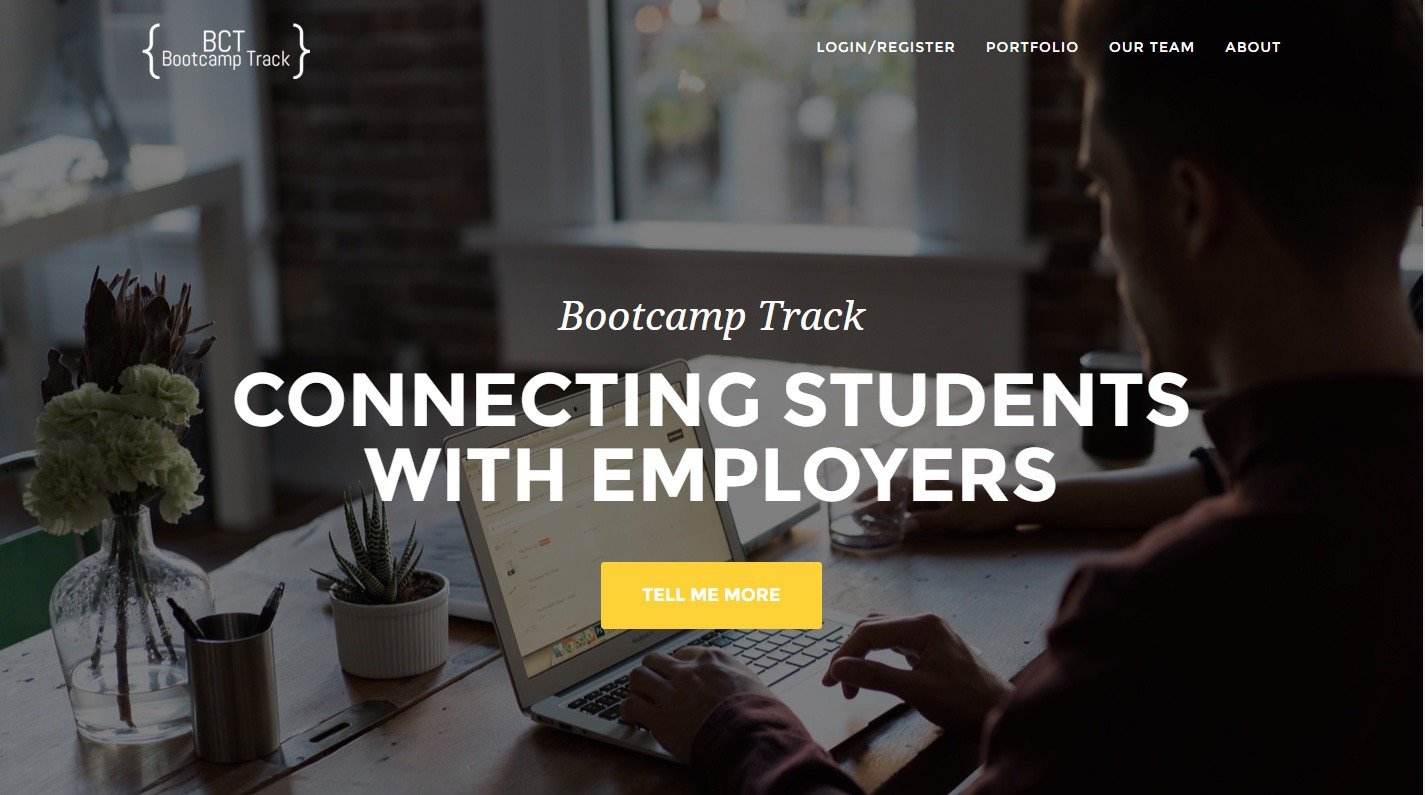 BCT
Bootcamp Track
LOGIN/REGISTER PORTFOLIO OUR TEAM ABOUT
Bootcamp Track
CONNECTING STUDENTS
WITH EMPLOYERS
TELL ME MORE